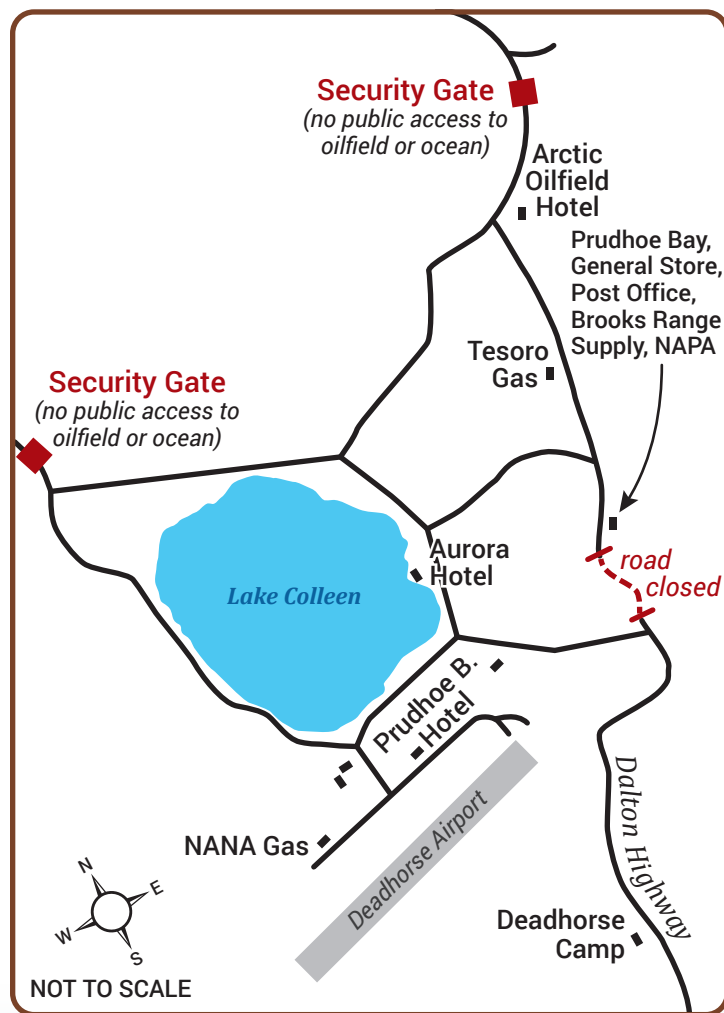 Security Gate
(no public access to
oilfield or ocean)
Arctic
Oilfield
Hotel
Prudhoe Bay,
General Store,
Post Office,
Brooks Range
Supply, NAPA
Tesoro
Gas
Security Gate
(no public access to
oilfield or ocean)
Aurora
Hotel
road
closed
Lake Colleen
Prudhoe B.
Hotel
NANA Gas
Deadhorse Airport
Dalton Highway
Deadhorse
Camp
N
E
W
S
NOT TO SCALE